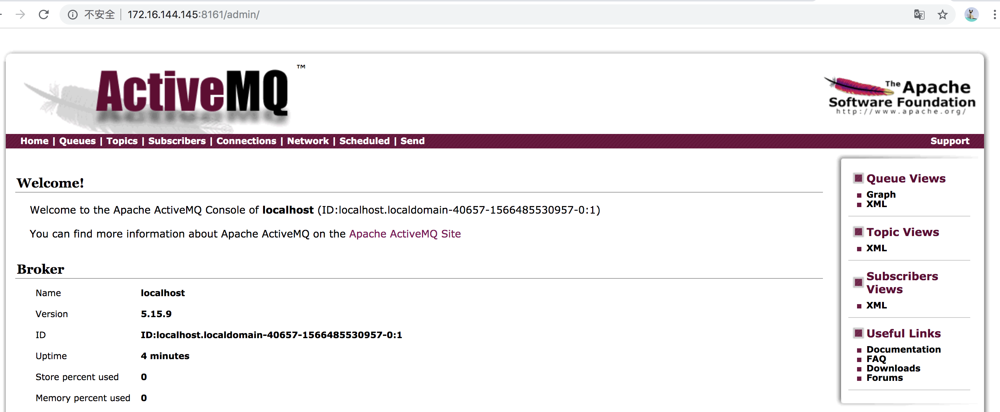 不安全 | 172.16.144.145:8161/admin/
ActiveMQ™
The Apache
Software Foundation
http://www.apache.org/
Home | Queues | Topics | Subscribers | Connections | Network | Scheduled | Send
Support
Welcome!
Welcome to the Apache ActiveMQ Console of localhost (ID:localhost.localdomain-40657-1566485530957-0:1)
You can find more information about Apache ActiveMQ on the Apache ActiveMQ Site
Broker
Name localhost
Version 5.15.9
ID ID:localhost.localdomain-40657-1566485530957-0:1
Uptime 4 minutes
Store percent used 0
Memory percent used 0
Queue Views
Graph
XML
Topic Views
XML
Subscribers
Views
XML
Useful Links
Documentation
FAQ
Downloads
Forums